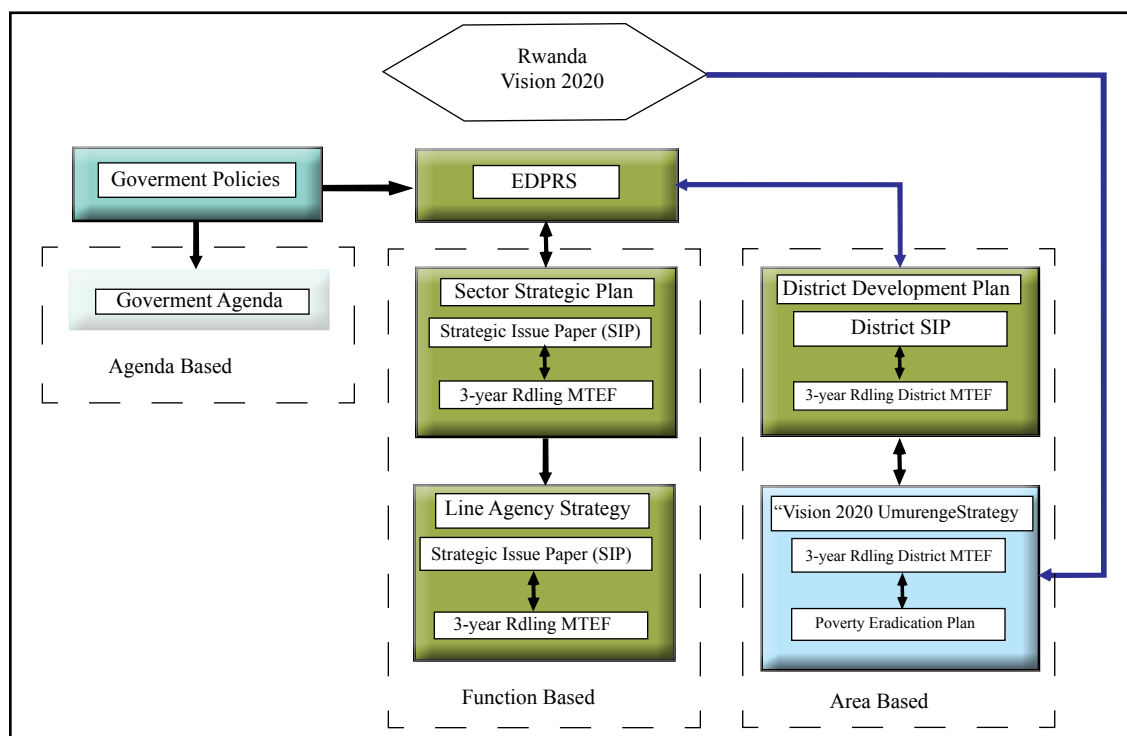 Rwanda
Vision 2020
Goverment Policies
EDPRS
Goverment Agenda
Agenda Based
Sector Strategic Plan
Strategic Issue Paper (SIP)
3-year Rdling MTEF
Line Agency Strategy
Strategic Issue Paper (SIP)
3-year Rdling MTEF
Function Based
District Development Plan
District SIP
3-year Rdling District MTEF
“Vision 2020 UmurengeStrategy
3-year Rdling District MTEF
Poverty Eradication Plan
Area Based